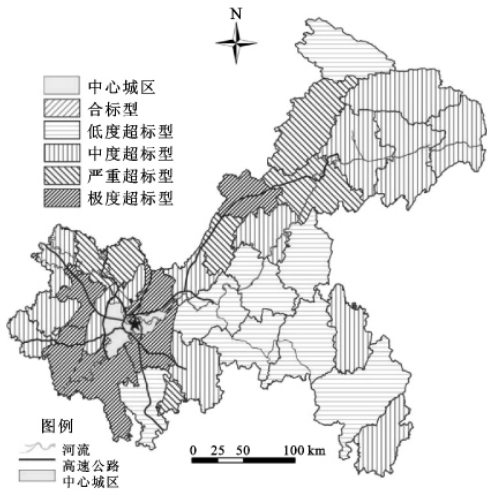 N
中心城区
合标型
低度超标型
中度超标型
严重超标型
极度超标型
图例
河流
高速公路
中心城区
0 25 50 100 km